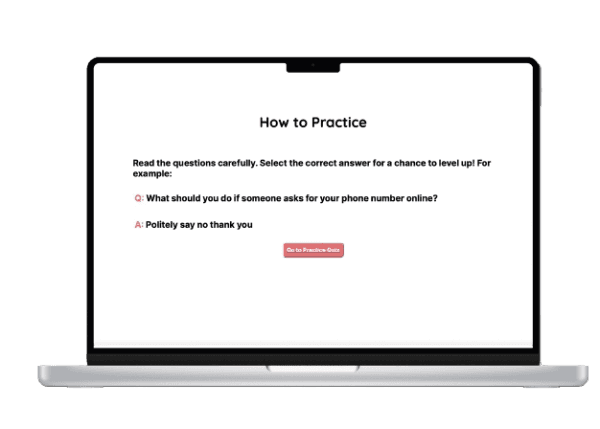 How to Practice
Read the questions carefully. Select the correct answer for a chance to level up! For
example:
Q: What should you do if someone asks for your phone number online?
A: Politely say no thank you
Go to Practice Quiz